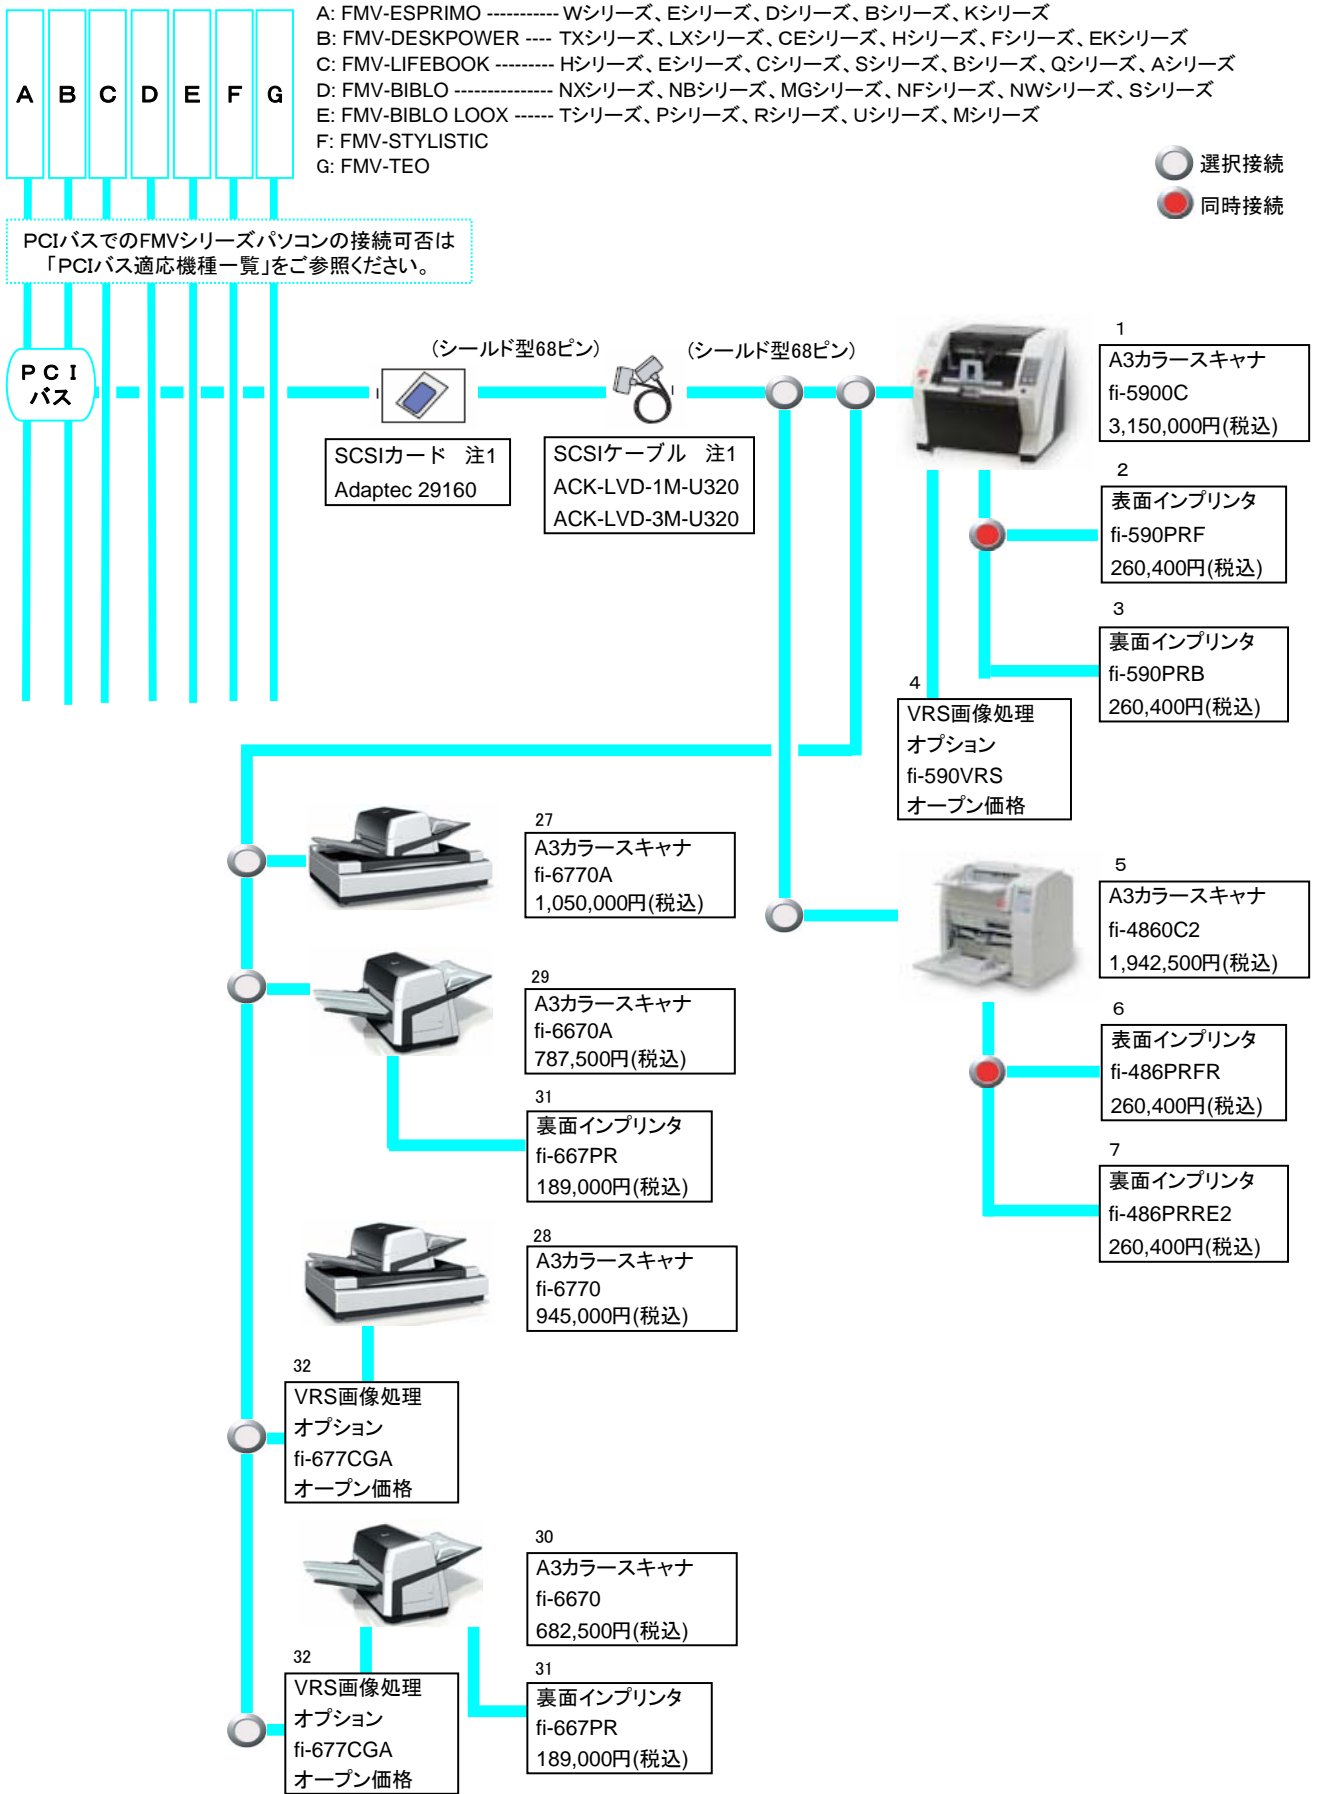 A: FMV-ESPRIMO ----------- Wシリーズ、Eシリーズ、Dシリーズ、Bシリーズ、Kシリーズ
B: FMV-DESKPOWER ---- TXシリーズ、LXシリーズ、CEシリーズ、Hシリーズ、Fシリーズ、EKシリーズ
C: FMV-LIFEBOOK --------- Hシリーズ、Eシリーズ、Cシリーズ、Sシリーズ、Bシリーズ、Qシリーズ、Aシリーズ
D: FMV-BIBLO --------------- NXシリーズ、NBシリーズ、MGシリーズ、NFシリーズ、NWシリーズ、Sシリーズ
E: FMV-BIBLO LOOX ------ Tシリーズ、Pシリーズ、Rシリーズ、Uシリーズ、Mシリーズ
F: FMV-STYLISTIC
G: FMV-TEO
A B C D E F G
選択接続
同時接続
PCIバスでのFMVシリーズパソコンの接続可否は
「PCIバス適応機種一覧」をご参照ください。
PCI
バス
(シールド型68ピン)
(シールド型68ピン)
SCSIカード 注1
Adaptec 29160
SCSIケーブル 注1
ACK-LVD-1M-U320
ACK-LVD-3M-U320
1
A3カラースキャナ
fi-5900C
3,150,000円(税込)
2
表面インプリンタ
fi-590PRF
260,400円(税込)
3
裏面インプリンタ
fi-590PRB
260,400円(税込)
4
VRS画像処理
オプション
fi-590VRS
オープン価格
27
A3カラースキャナ
fi-6770A
1,050,000円(税込)
5
A3カラースキャナ
fi-4860C2
1,942,500円(税込)
29
A3カラースキャナ
fi-6670A
787,500円(税込)
6
表面インプリンタ
fi-486PRFR
260,400円(税込)
31
裏面インプリンタ
fi-667PR
189,000円(税込)
7
裏面インプリンタ
fi-486PRRE2
260,400円(税込)
28
A3カラースキャナ
fi-6770
945,000円(税込)
32
VRS画像処理
オプション
fi-677CGA
オープン価格
30
A3カラースキャナ
fi-6670
682,500円(税込)
32
VRS画像処理
オプション
fi-677CGA
オープン価格
31
裏面インプリンタ
fi-667PR
189,000円(税込)